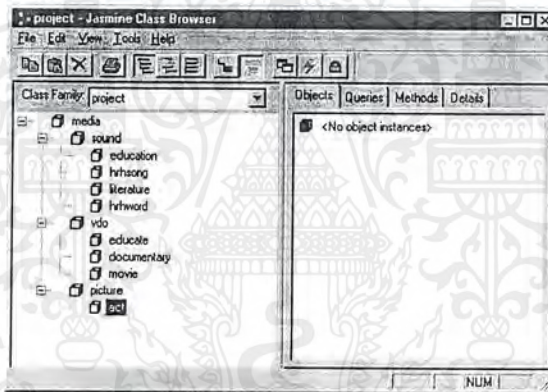 project - Jasmine Class Browser
File Edit View Tools Help
Class Family: project
Objects Queries Methods Details
media
<No object instances>
sound
education
hrhsong
literature
hrhword
vdo
educate
documentary
movie
picture
act
NUM